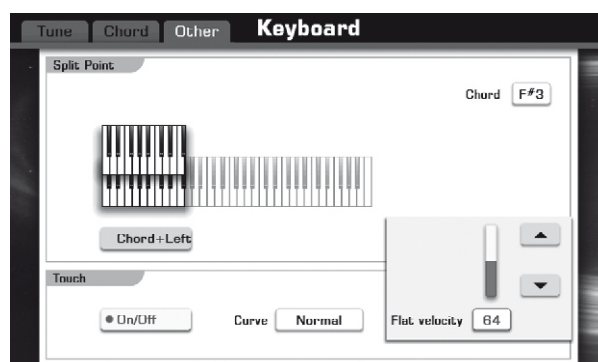 Tune Chord Other Keyboard
Split Point
Chord F#3
Chord+Left
Touch
On/Off Curve Normal Flat velocity 64